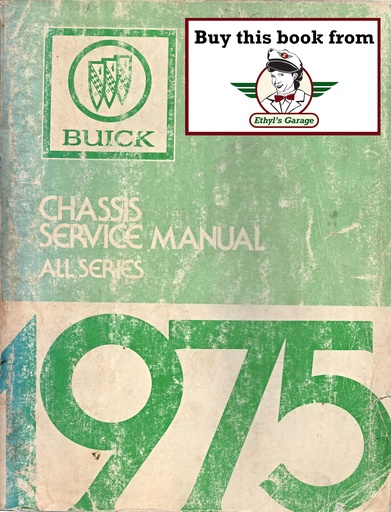 Buy this book from
Ethyl's Garage
BUICK
CHASSIS
SERVICE MANUAL
ALL SERIES
1975